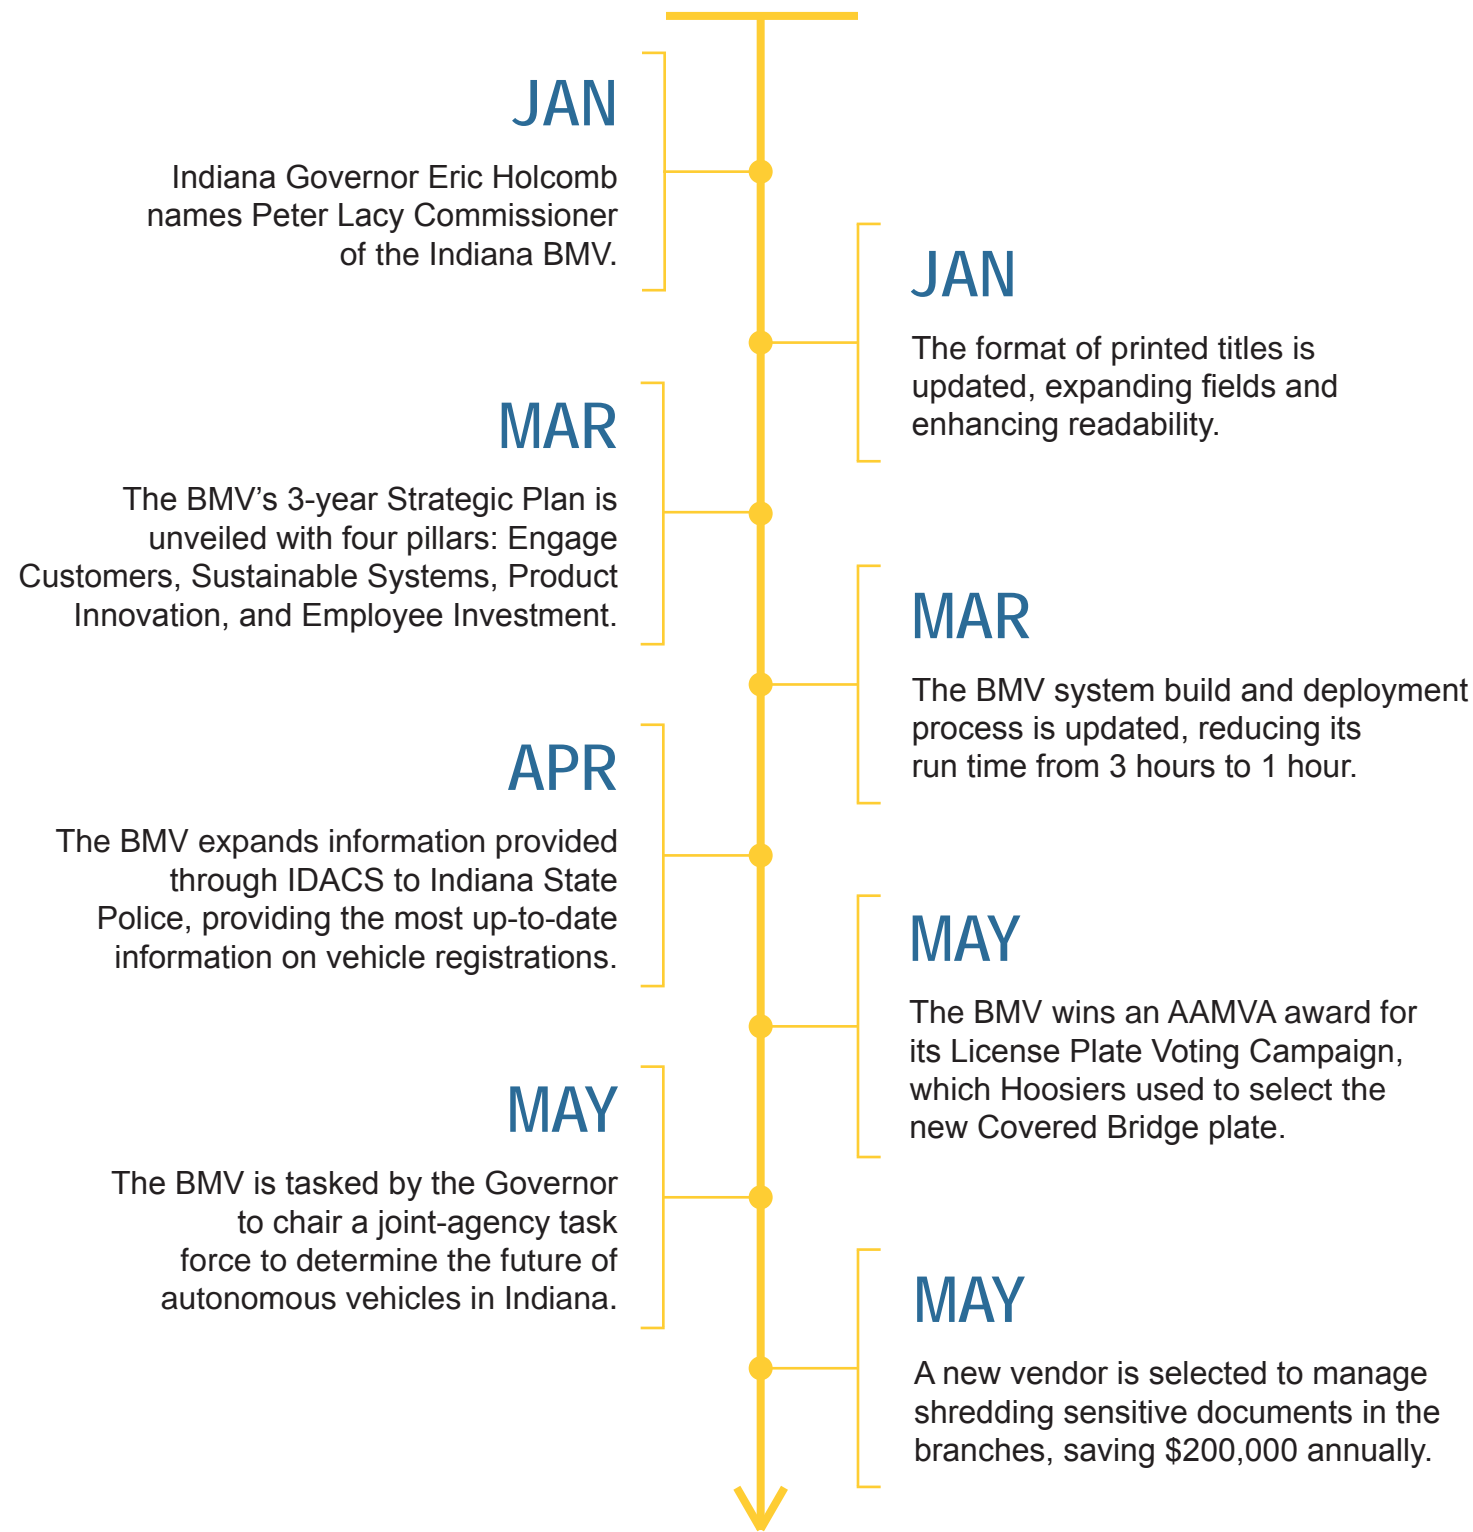 JAN
Indiana Governor Eric Holcomb
names Peter Lacy Commissioner
of the Indiana BMV.
JAN
The format of printed titles is
updated, expanding fields and
enhancing readability.
MAR
The BMV’s 3-year Strategic Plan is
unveiled with four pillars: Engage
Customers, Sustainable Systems, Product
Innovation, and Employee Investment.
MAR
The BMV system build and deployment
process is updated, reducing its
run time from 3 hours to 1 hour.
APR
The BMV expands information provided
through IDACS to Indiana State
Police, providing the most up-to-date
information on vehicle registrations.
MAY
The BMV wins an AAMVA award for
its License Plate Voting Campaign,
which Hoosiers used to select the
new Covered Bridge plate.
MAY
The BMV is tasked by the Governor
to chair a joint-agency task
force to determine the future of
autonomous vehicles in Indiana.
MAY
A new vendor is selected to manage
shredding sensitive documents in the
branches, saving $200,000 annually.